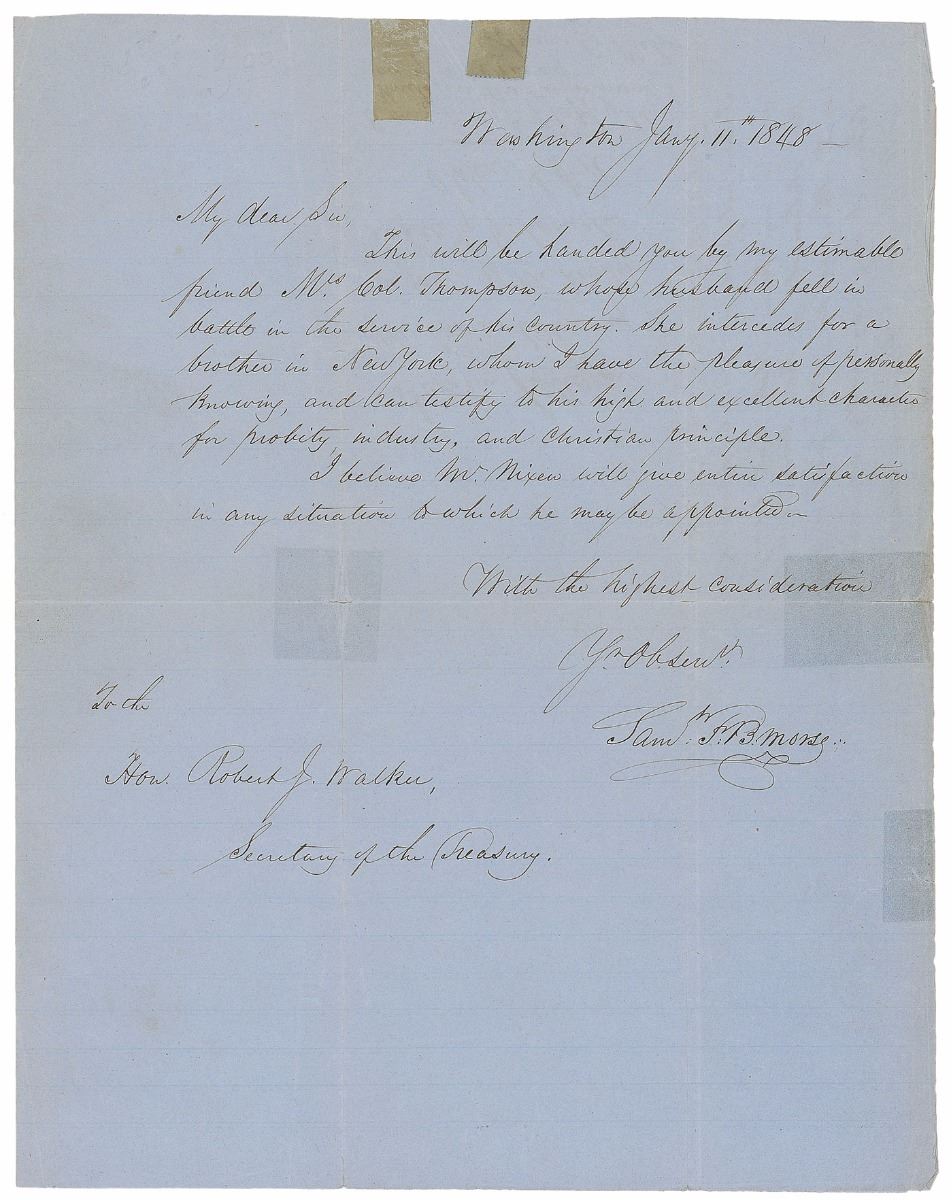 Washington Jany. 11th 1848 —
My dear Sir,
This will be handed you by my estimable
friend Mrs. Col. Thompson, whose husband fell in
battle in the service of his country. She intercedes for a
brother in New York, whom I have the pleasure of personally
knowing, and can testify to his high and excellent character
for probity, industry, and Christian principle.
I believe Mr. Nixen will give entire satisfaction
in any situation to which he may be appointed —
With the highest consideration
Yr. Ob. Servt.
Saml. F. B. Morse.
To the
Hon. Robert J. Walker,
Secretary of the Treasury.